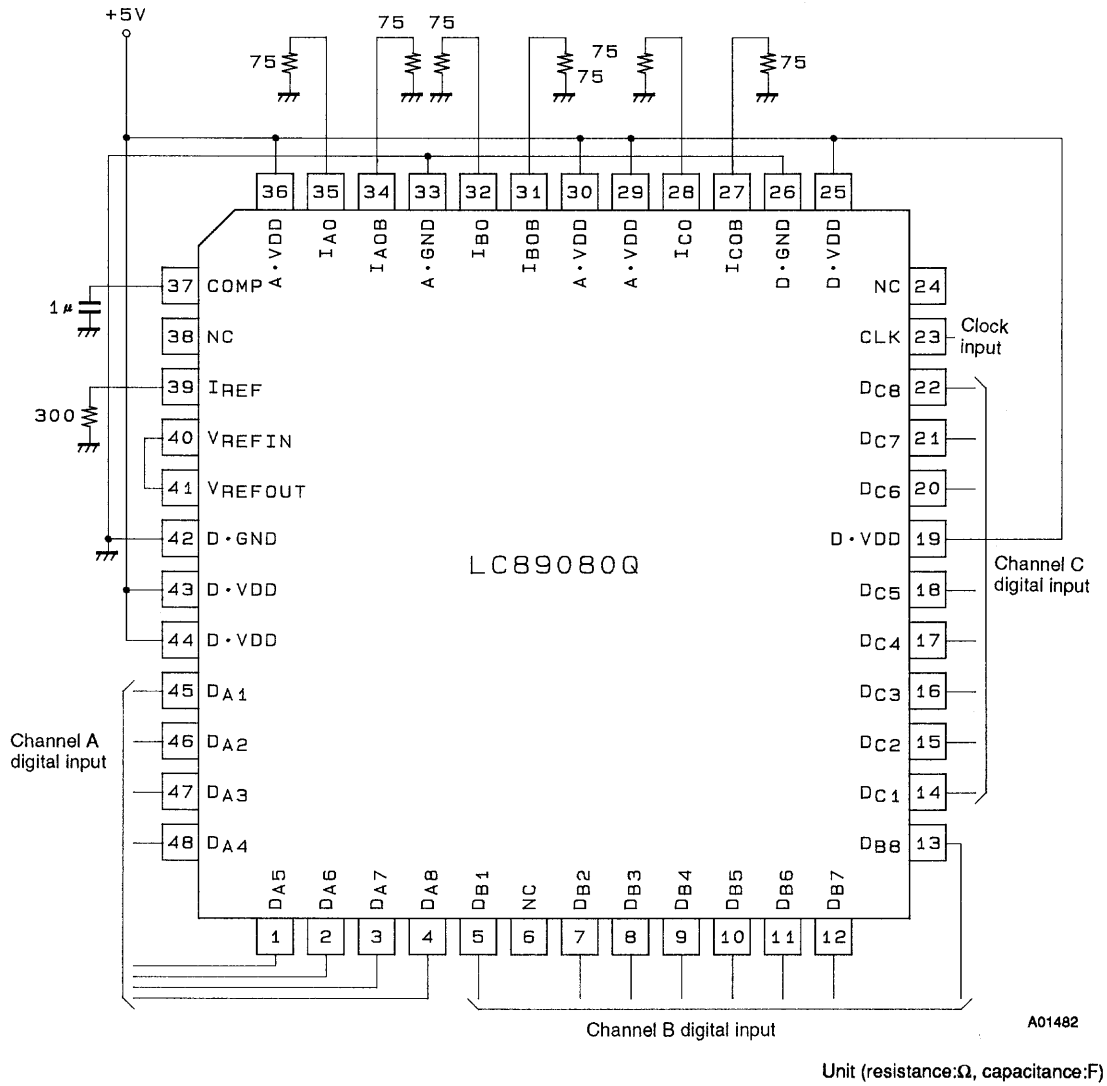 +5V
75 75 75 75 75 75
36 35 34 33 32 31 30 29 28 27 26 25
A·VDD IAO IAOB A·GND IBO IBOB A·VDD A·VDD ICO ICOB D·GND D·VDD
37 COMP
1μ
38 NC
39 IREF
300
40 VREFIN
41 VREFOUT
42 D·GND
43 D·VDD
44 D·VDD
45 DA1
46 DA2
47 DA3
48 DA4
Channel A
digital input
LC89080Q
NC 24
CLK 23
Clock
input
DC8 22
DC7 21
DC6 20
D·VDD 19
DC5 18
DC4 17
DC3 16
DC2 15
DC1 14
DB8 13
Channel C
digital input
DA5 DA6 DA7 DA8 DB1 NC DB2 DB3 DB4 DB5 DB6 DB7
1 2 3 4 5 6 7 8 9 10 11 12
Channel B digital input
A01482
Unit (resistance:Ω, capacitance:F)